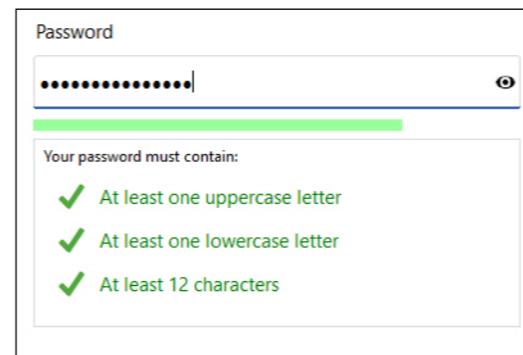 Password
•••••••••••••••
Your password must contain:
At least one uppercase letter
At least one lowercase letter
At least 12 characters